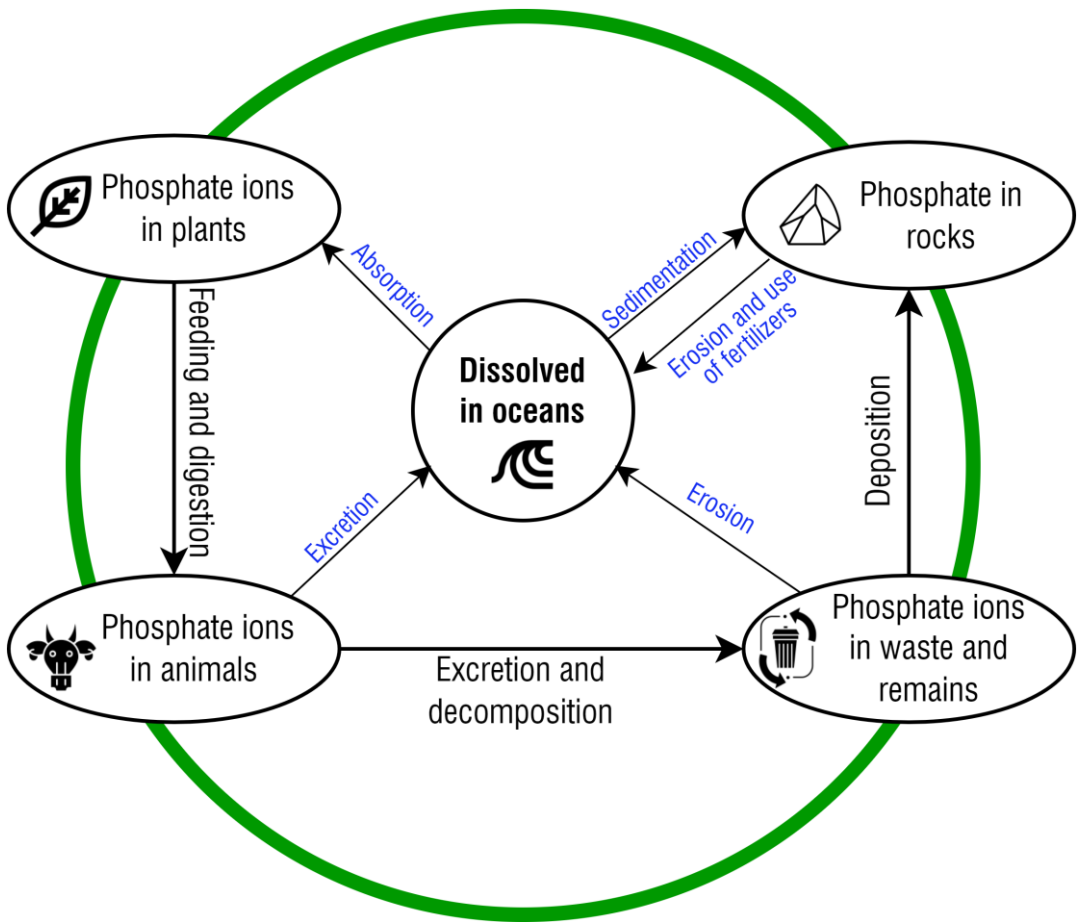 Phosphate ions
in plants
Phosphate in
rocks
Absorption
Sedimentation
Erosion and use
of fertilizers
Feeding and digestion
Dissolved
in oceans
Deposition
Excretion
Erosion
Phosphate ions
in animals
Excretion and
decomposition
Phosphate ions
in waste and
remains